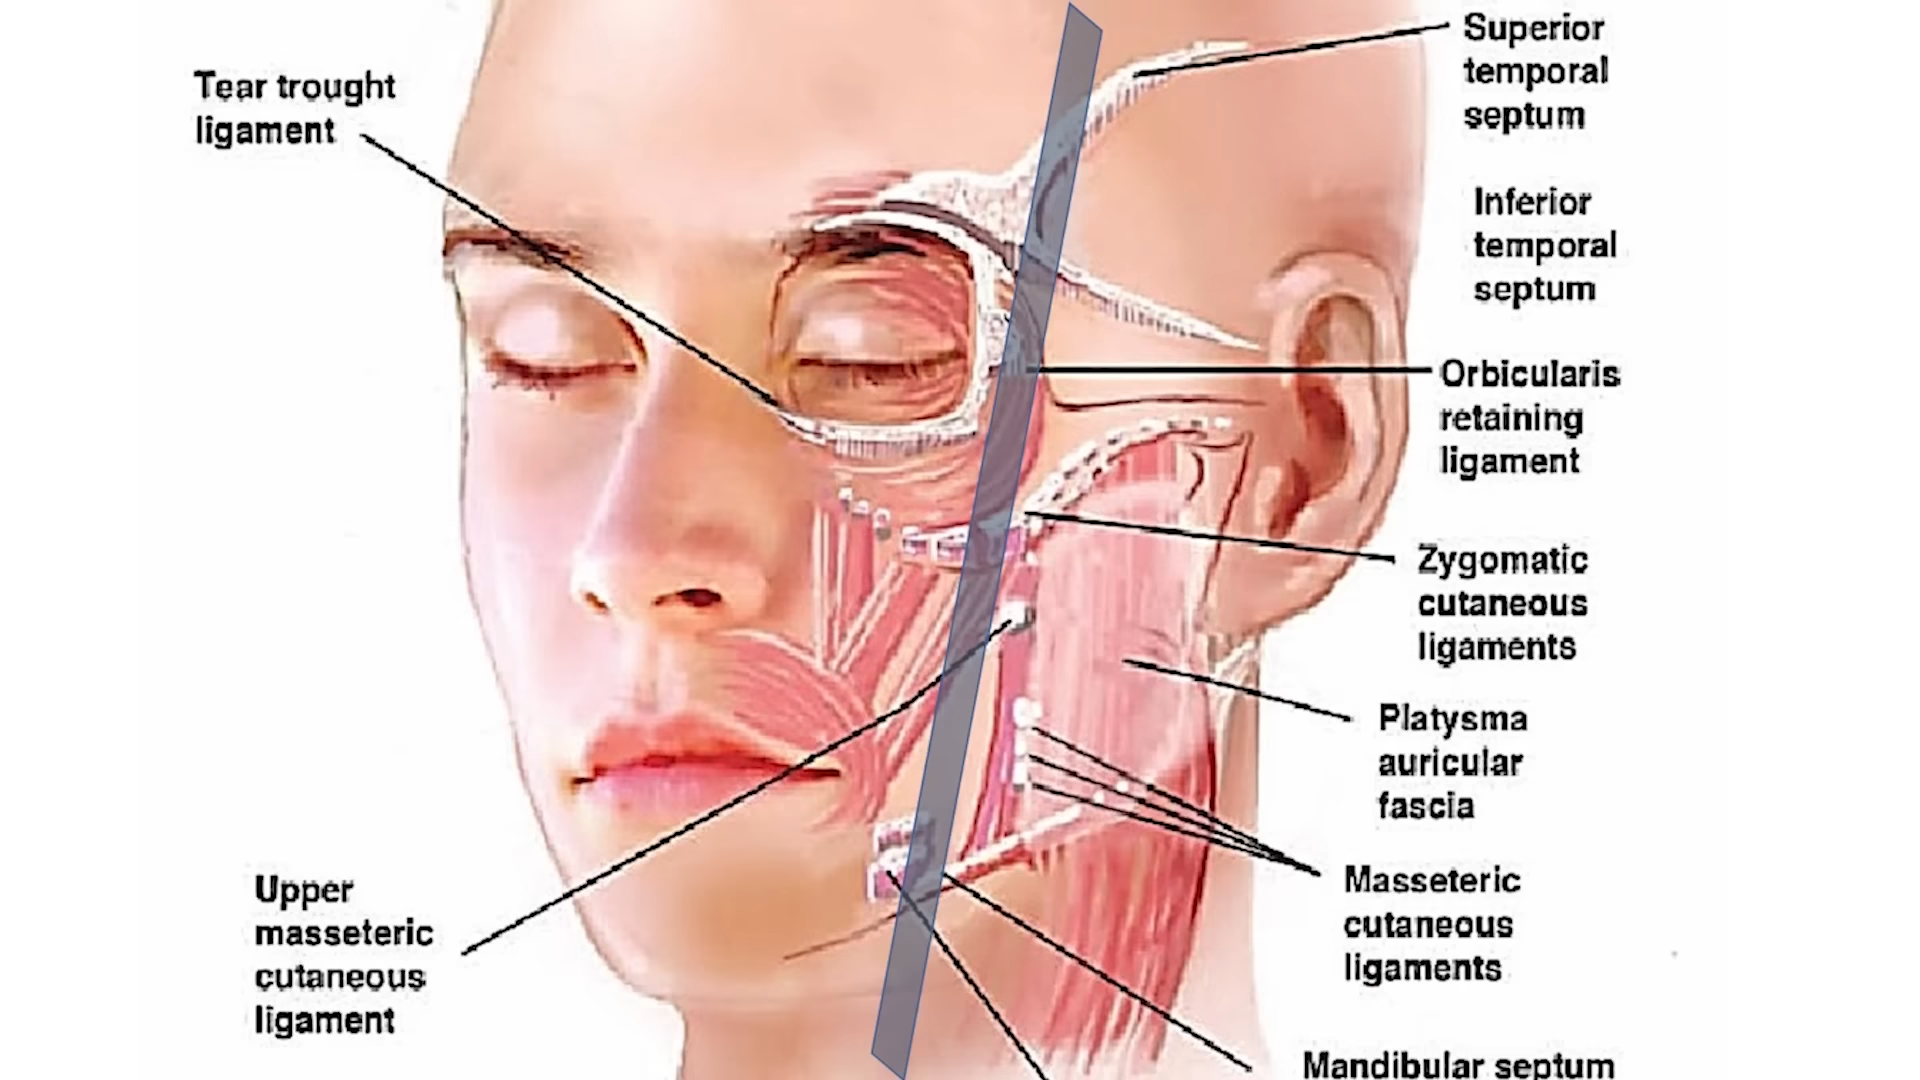 Tear trought
ligament
Superior
temporal
septum
Inferior
temporal
septum
Orbicularis
retaining
ligament
Zygomatic
cutaneous
ligaments
Platysma
auricular
fascia
Masseteric
cutaneous
ligaments
Upper
masseteric
cutaneous
ligament
Mandibular septum